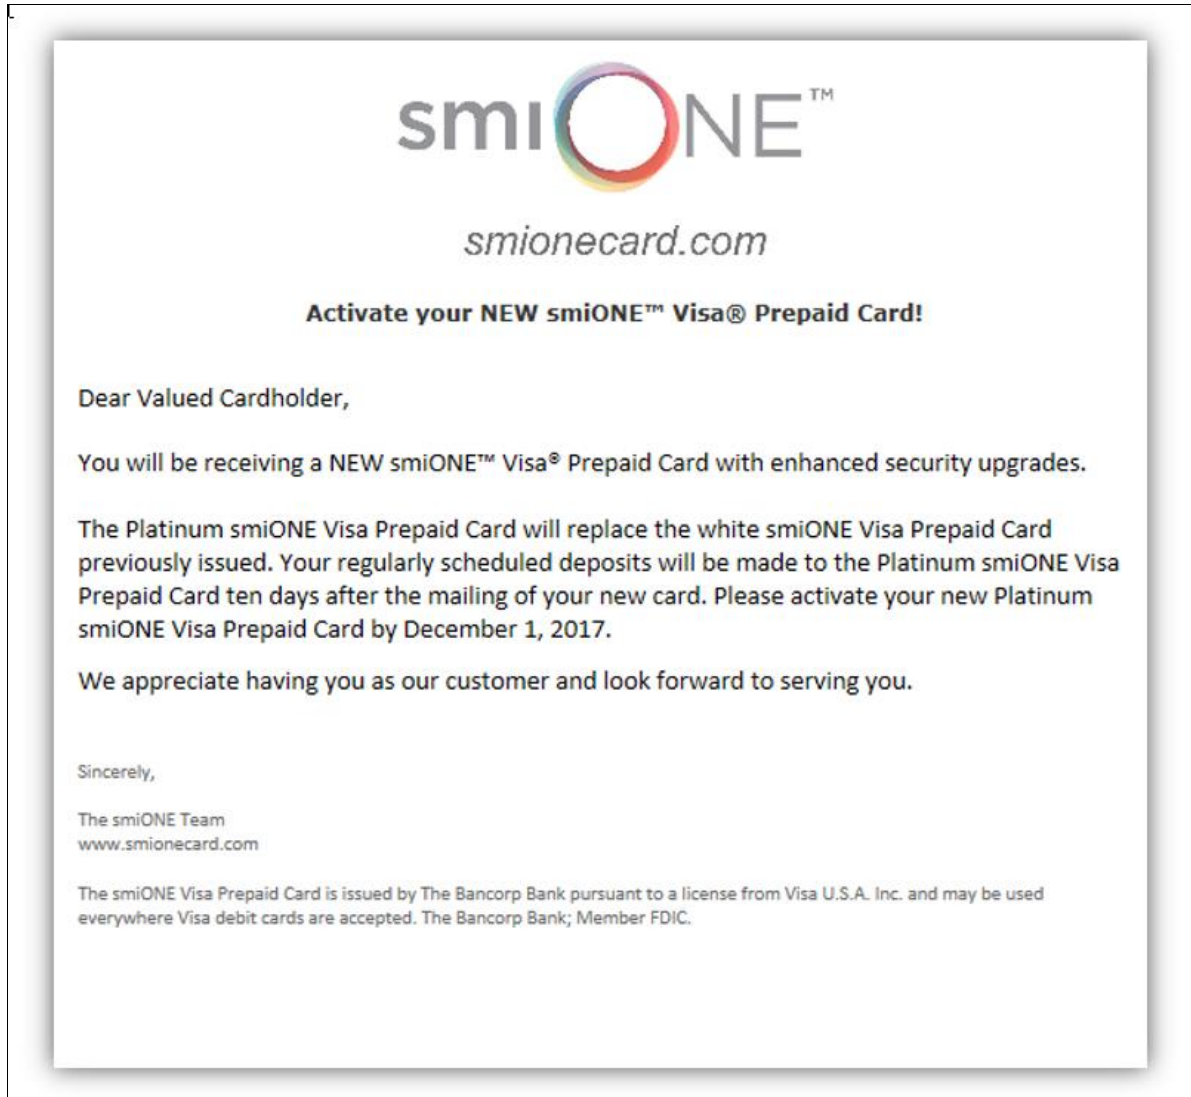 smiONE™
smionecard.com
Activate your NEW smiONE™ Visa® Prepaid Card!
Dear Valued Cardholder,
You will be receiving a NEW smiONE™ Visa® Prepaid Card with enhanced security upgrades.
The Platinum smiONE Visa Prepaid Card will replace the white smiONE Visa Prepaid Card
previously issued. Your regularly scheduled deposits will be made to the Platinum smiONE Visa
Prepaid Card ten days after the mailing of your new card. Please activate your new Platinum
smiONE Visa Prepaid Card by December 1, 2017.
We appreciate having you as our customer and look forward to serving you.
Sincerely,
The smiONE Team
www.smionecard.com
The smiONE Visa Prepaid Card is issued by The Bancorp Bank pursuant to a license from Visa U.S.A. Inc. and may be used
everywhere Visa debit cards are accepted. The Bancorp Bank; Member FDIC.